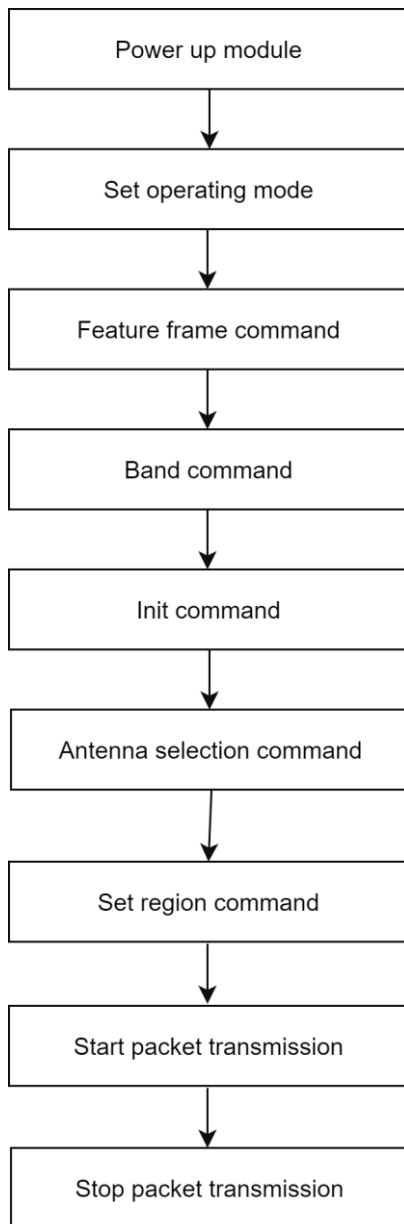 Power up module
Set operating mode
Feature frame command
Band command
Init command
Antenna selection command
Set region command
Start packet transmission
Stop packet transmission